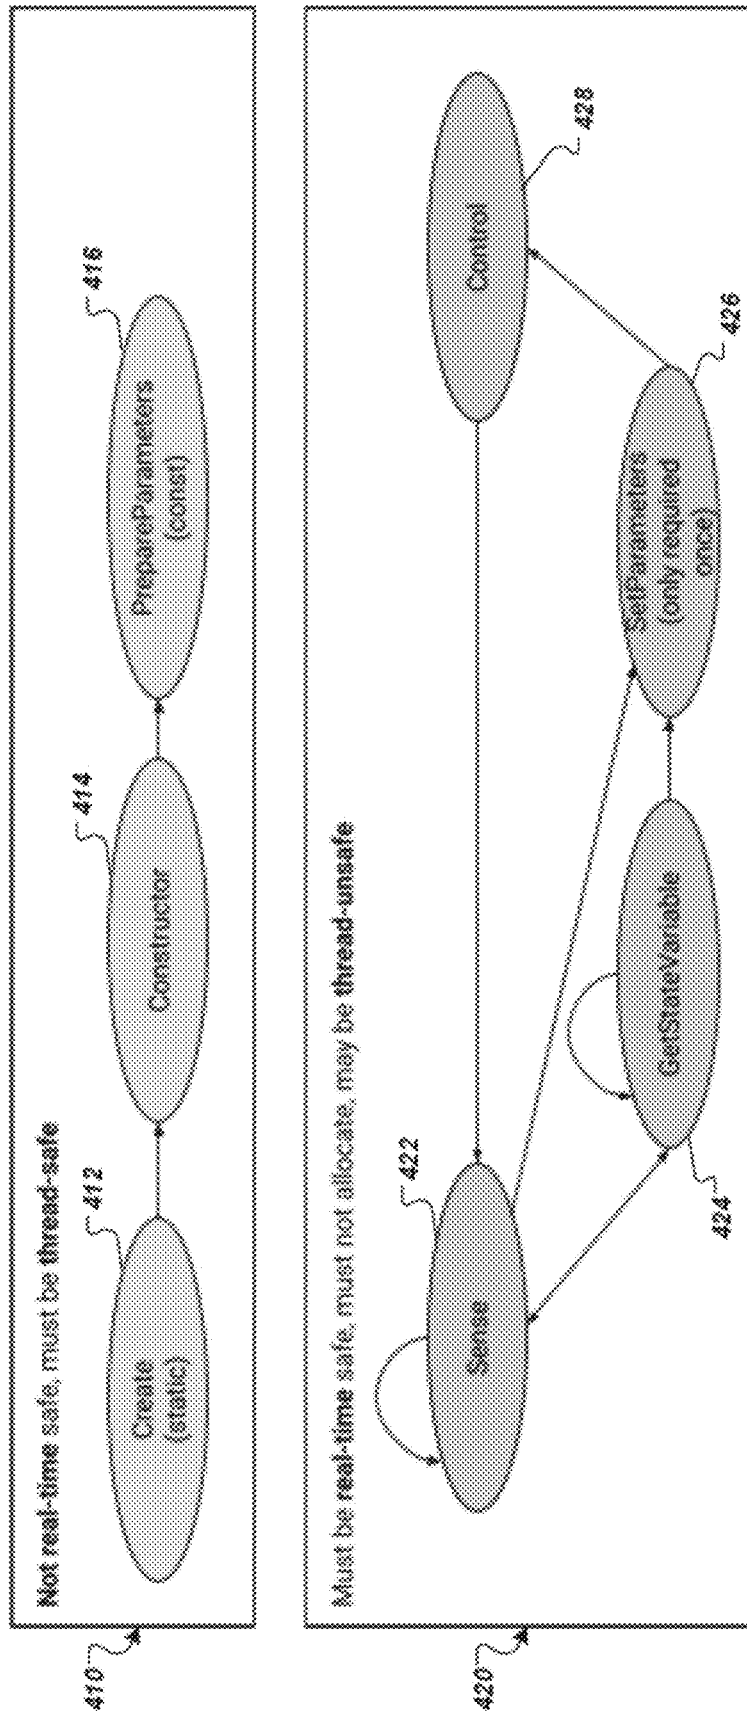 410
Not real-time safe, must be thread-safe
412
Create
(static)
414
Constructor
416
PrepareParameters
(const)
420
Must be real-time safe, must not allocate, may be thread-unsafe
422
Sense
428
Control
424
GetStateVariable
426
SetParameters
(only required
once)